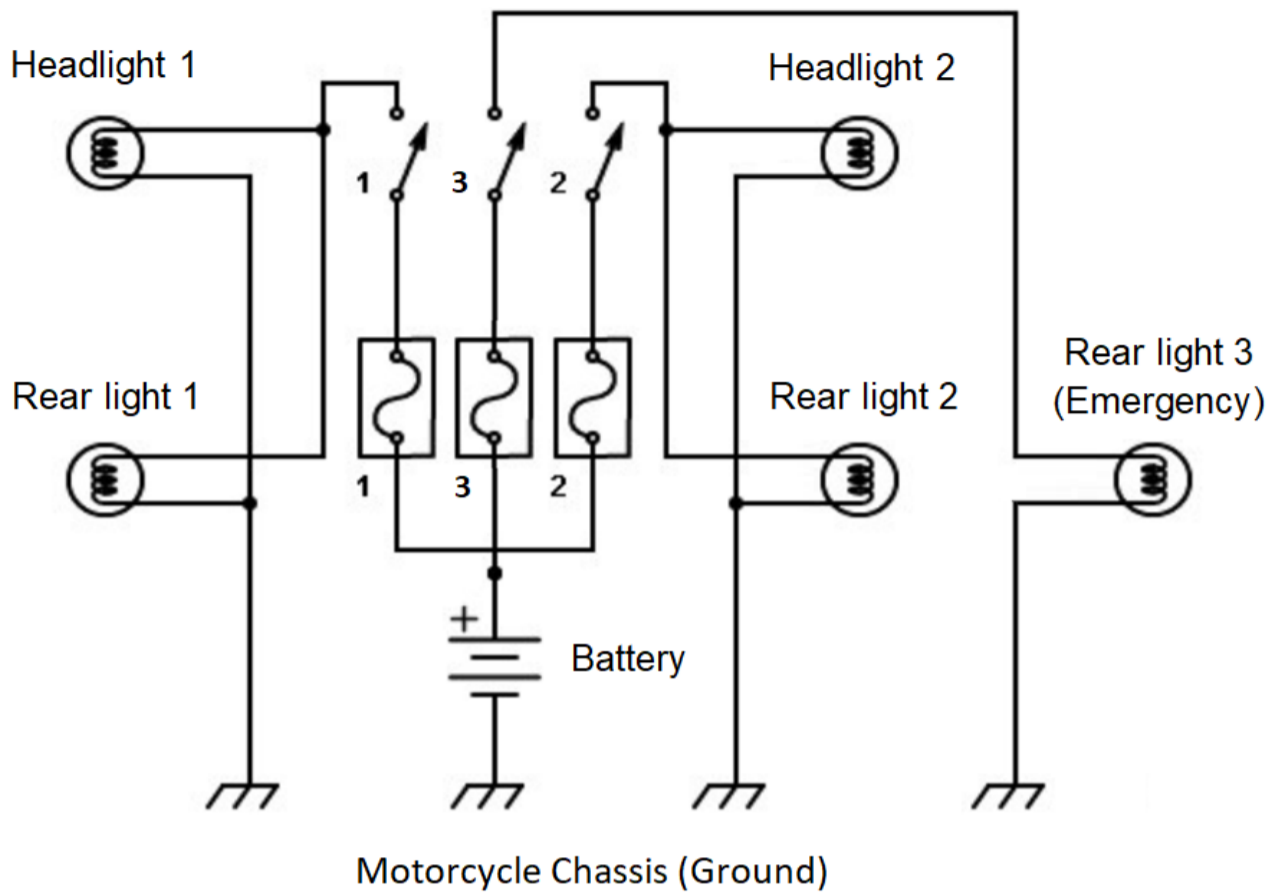 Headlight 1
Headlight 2
1
3
2
Rear light 3
(Emergency)
Rear light 1
Rear light 2
1
3
2
+
Battery
Motorcycle Chassis (Ground)